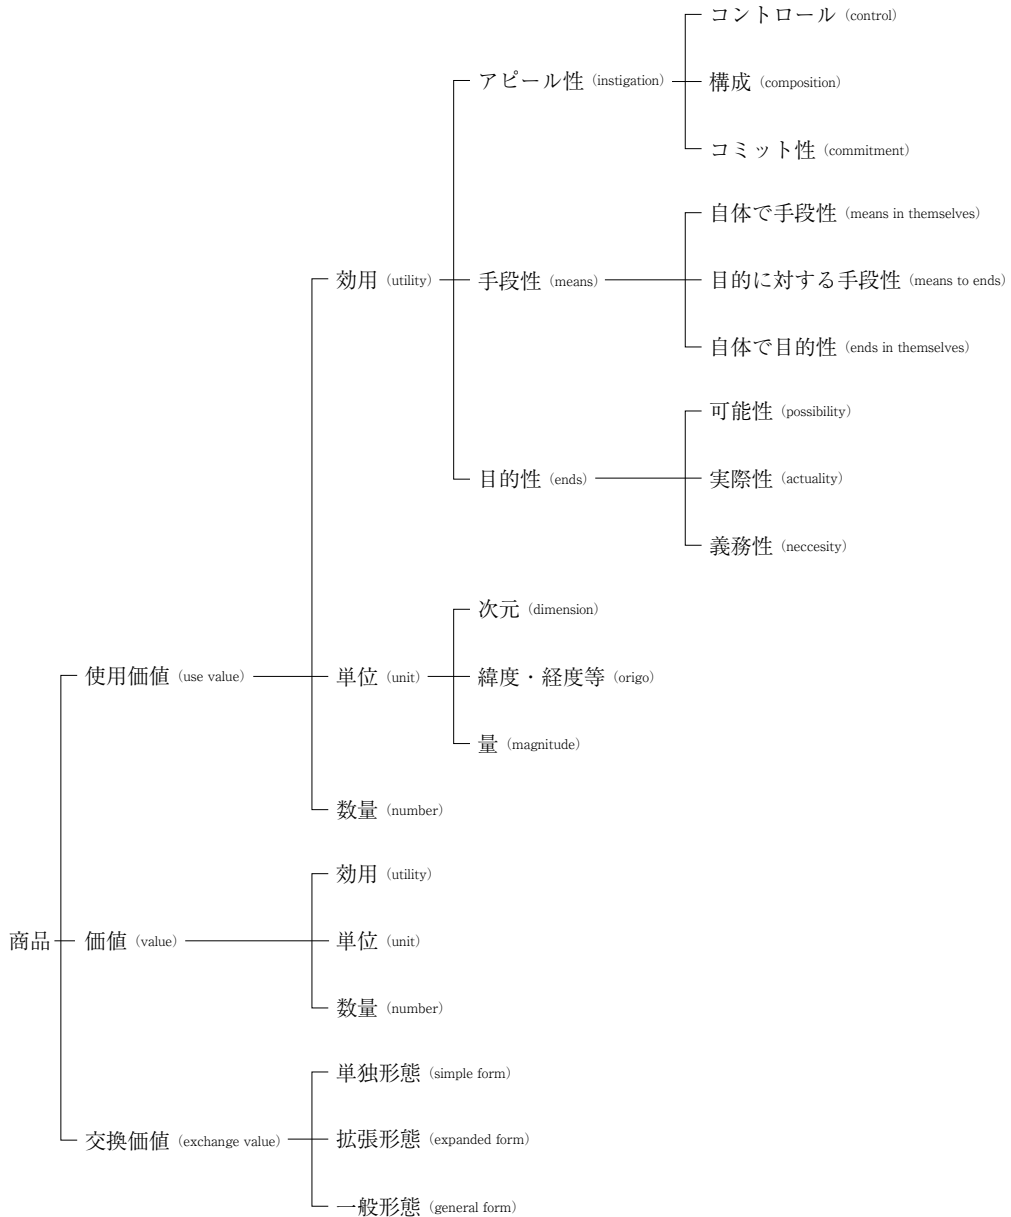 コントロール（control）
アピール性（instigation）
構成（composition）
コミット性（commitment）
自体で手段性（means in themselves）
効用（utility）
手段性（means）
目的に対する手段性（means to ends）
自体で目的性（ends in themselves）
可能性（possibility）
目的性（ends）
実際性（actuality）
義務性（neccesity）
次元（dimension）
使用価値（use value）
単位（unit）
緯度・経度等（origo）
量（magnitude）
数量（number）
効用（utility）
商品
価値（value）
単位（unit）
数量（number）
単独形態（simple form）
交換価値（exchange value）
拡張形態（expanded form）
一般形態（general form）